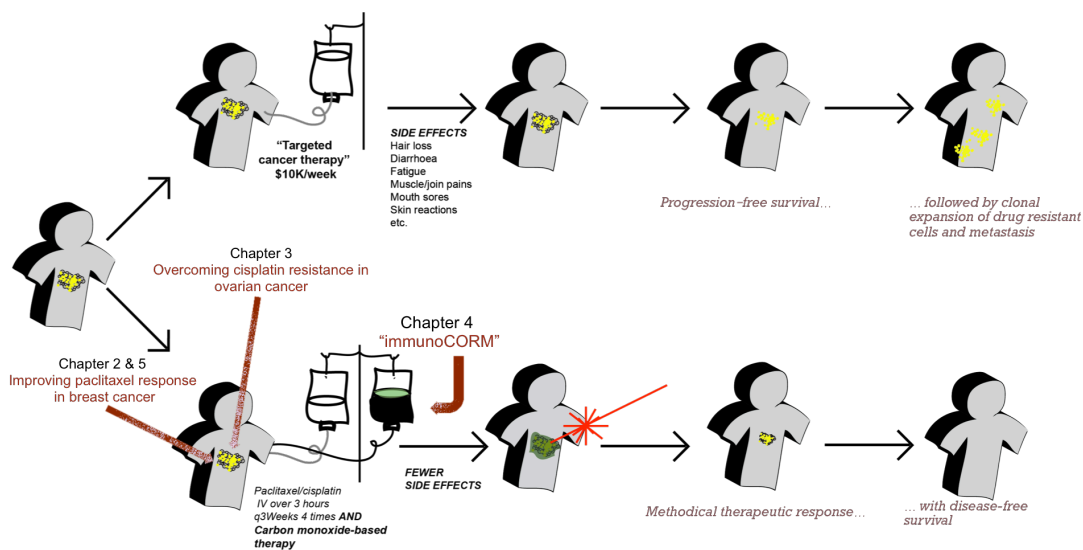 “Targeted
cancer therapy”
$10K/week
SIDE EFFECTS
Hair loss
Diarrhoea
Fatigue
Muscle/join pains
Mouth sores
Skin reactions
etc.
Progression–free survival…
… followed by clonal
expansion of drug resistant
cells and metastasis
Chapter 3
Overcoming cisplatin resistance in
ovarian cancer
Chapter 4
“immunoCORM”
Chapter 2 & 5
Improving paclitaxel response
in breast cancer
Paclitaxel/cisplatin
IV over 3 hours
q3Weeks 4 times AND
Carbon monoxide-based
therapy
FEWER
SIDE EFFECTS
Methodical therapeutic response…
… with disease-free
survival